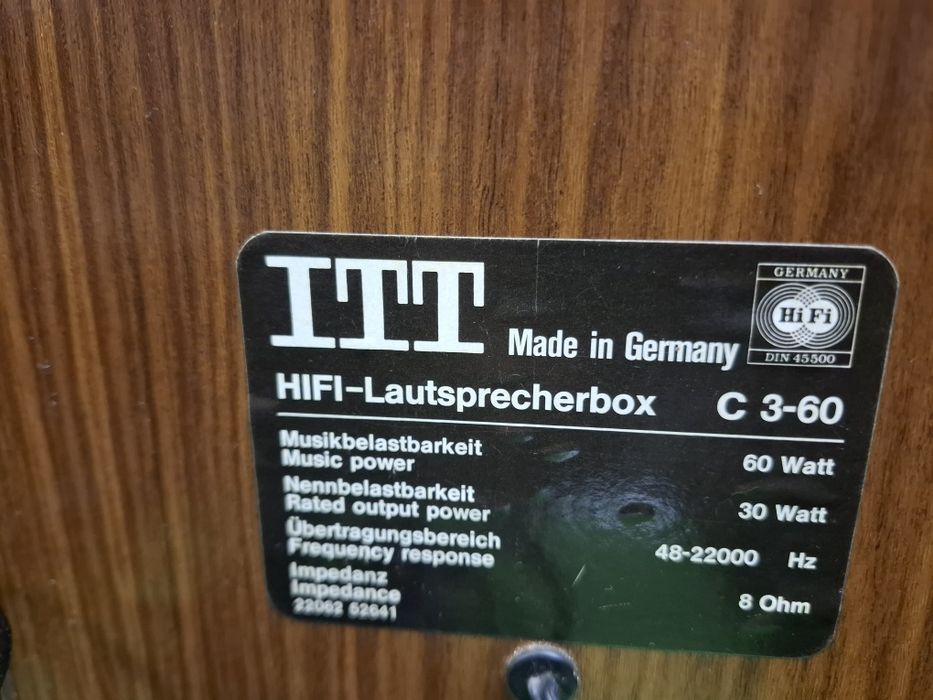 ITT
Made in Germany
GERMANY
Hi Fi
DIN 45500
HIFI-Lautsprecherbox C 3-60
Musikbelastbarkeit
Music power 60 Watt
Nennbelastbarkeit
Rated output power 30 Watt
Übertragungsbereich
Frequency response 48-22000 Hz
Impedanz
Impedance 8 Ohm
22062 52641